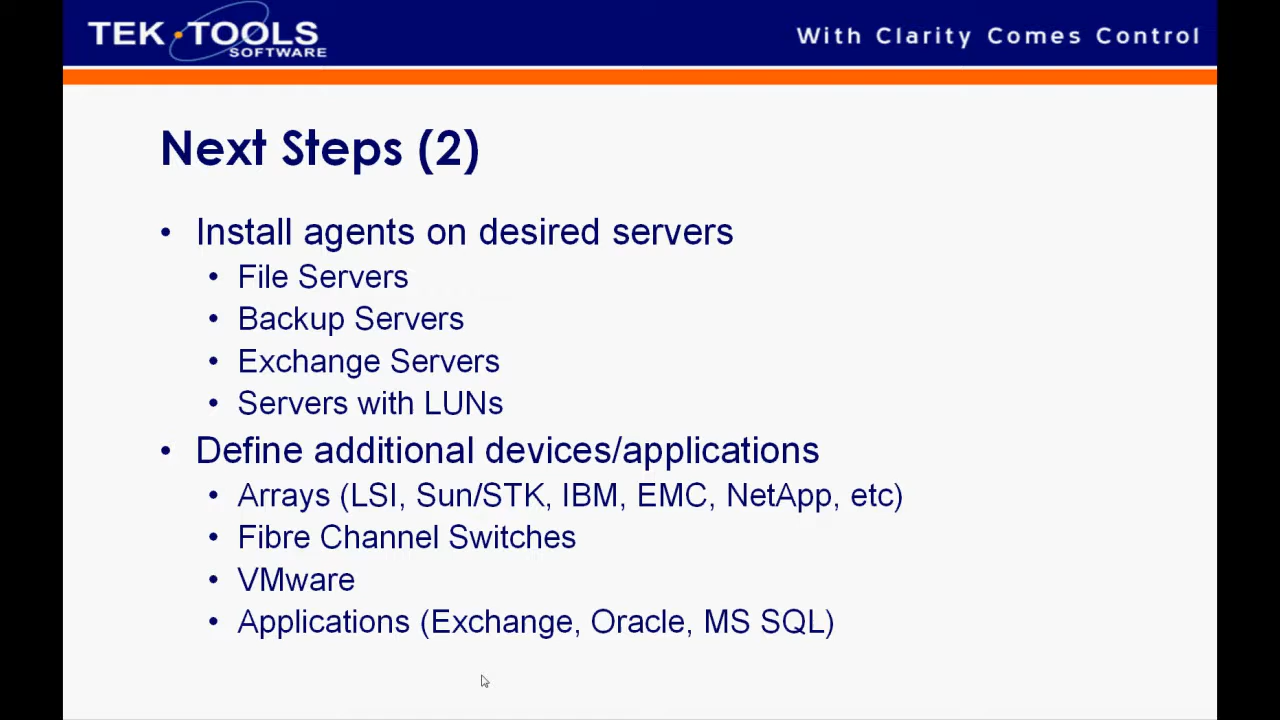 TEK•TOOLS
SOFTWARE
With Clarity Comes Control
Next Steps (2)
• Install agents on desired servers
• File Servers
• Backup Servers
• Exchange Servers
• Servers with LUNs
• Define additional devices/applications
• Arrays (LSI, Sun/STK, IBM, EMC, NetApp, etc)
• Fibre Channel Switches
• VMware
• Applications (Exchange, Oracle, MS SQL)